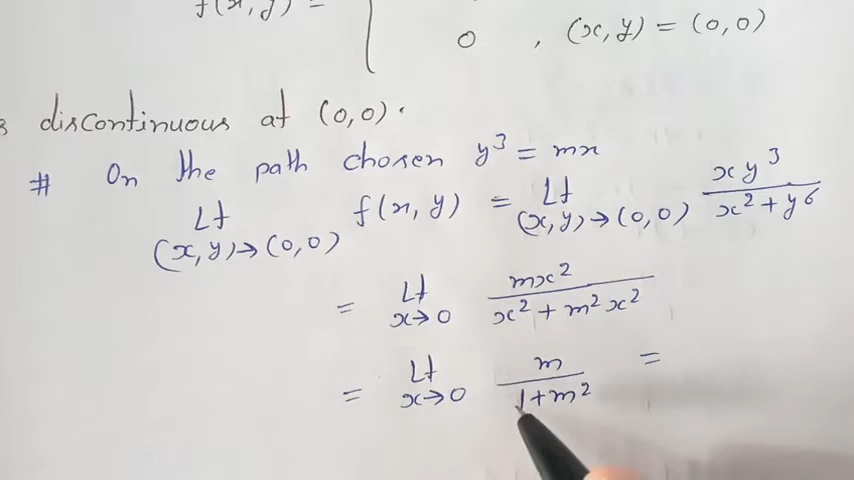 f(x, y) =
0 , (x, y) = (0, 0)
s discontinuous at (0,0).
# On the path chosen y³ = mx
Lt (x, y)→(0, 0) f(x, y) = Lt (x, y)→(0, 0) xy³/(x² + y⁶)
= Lt x→0 mx²/(x² + m²x²)
= Lt x→0 m/(1+m²) =